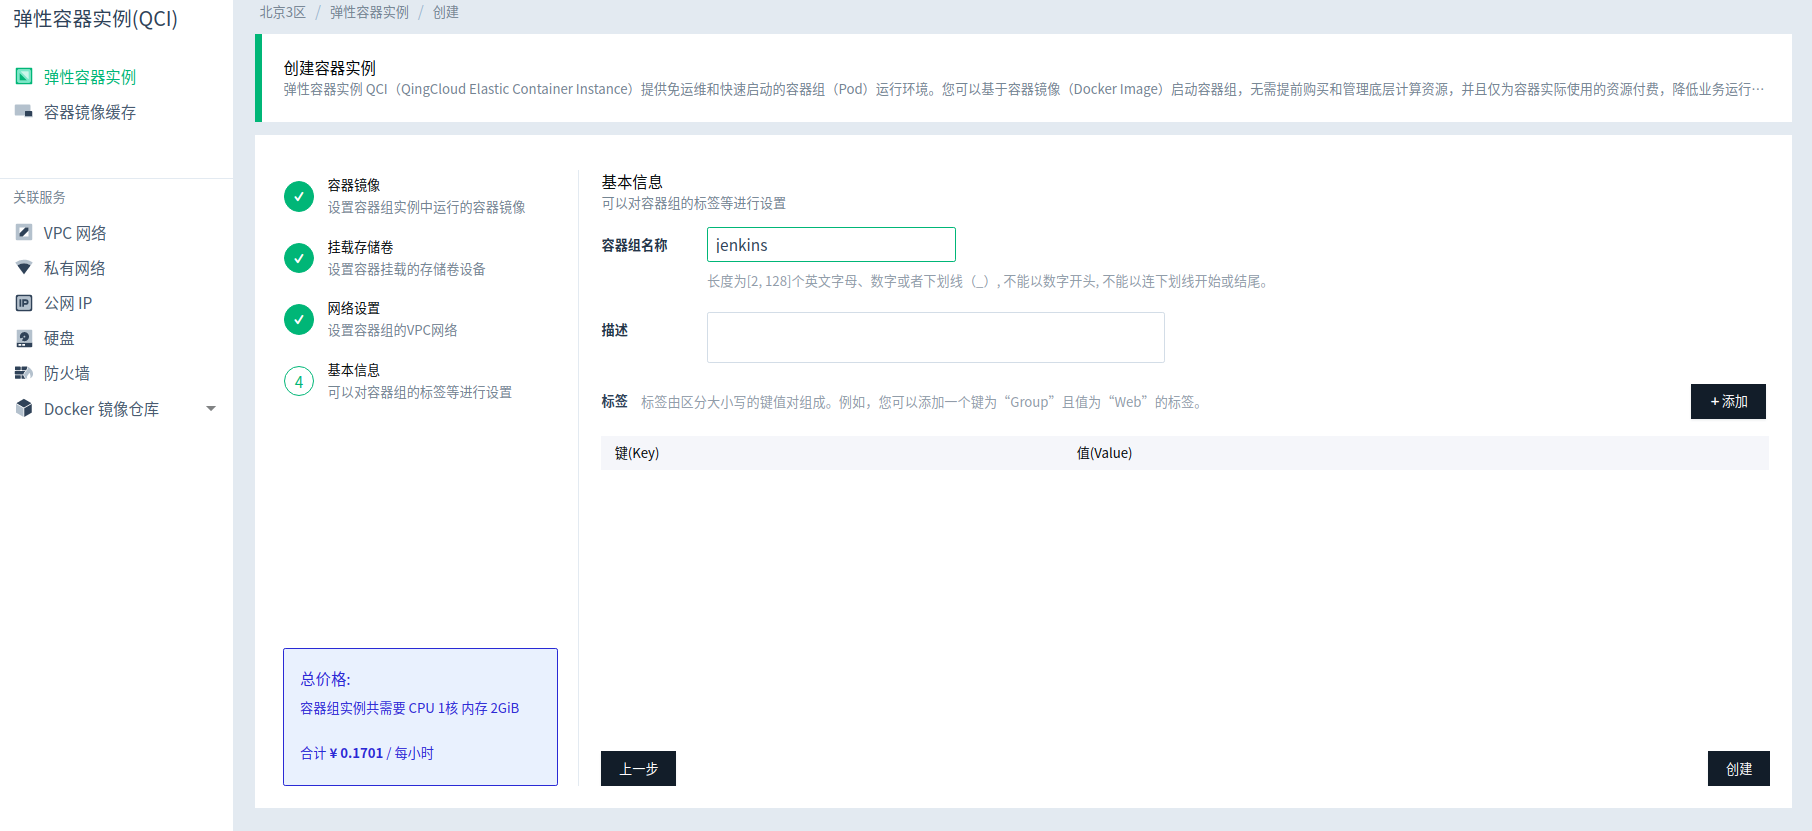 弹性容器实例(QCI)
弹性容器实例
容器镜像缓存
关联服务
VPC 网络
私有网络
公网 IP
硬盘
防火墙
Docker 镜像仓库
北京3区 / 弹性容器实例 / 创建
创建容器实例
弹性容器实例 QCI（QingCloud Elastic Container Instance）提供免运维和快速启动的容器组（Pod）运行环境。您可以基于容器镜像（Docker Image）启动容器组，无需提前购买和管理底层计算资源，并且仅为容器实际使用的资源付费，降低业务运行…
容器镜像
设置容器组实例中运行的容器镜像
挂载存储卷
设置容器挂载的存储卷设备
网络设置
设置容器组的VPC网络
4
基本信息
可以对容器组的标签等进行设置
总价格:
容器组实例共需要 CPU 1核 内存 2GiB
合计 ¥ 0.1701 / 每小时
基本信息
可以对容器组的标签等进行设置
容器组名称 jenkins
长度为[2, 128]个英文字母、数字或者下划线（_）, 不能以数字开头, 不能以连下划线开始或结尾。
描述
标签 标签由区分大小写的键值对组成。例如，您可以添加一个键为“Group”且值为“Web”的标签。
+ 添加
键(Key) 值(Value)
上一步
创建